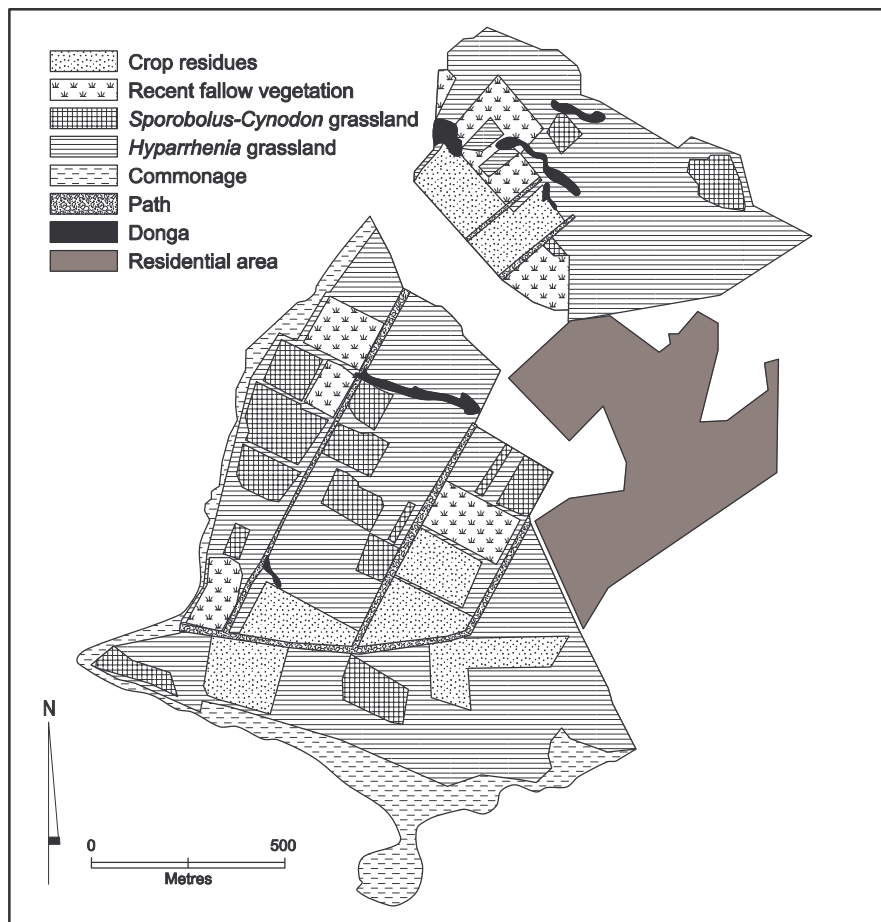 Crop residues
Recent fallow vegetation
Sporobolus-Cynodon grassland
Hyparrhenia grassland
Commonage
Path
Donga
Residential area
N
0 500
Metres